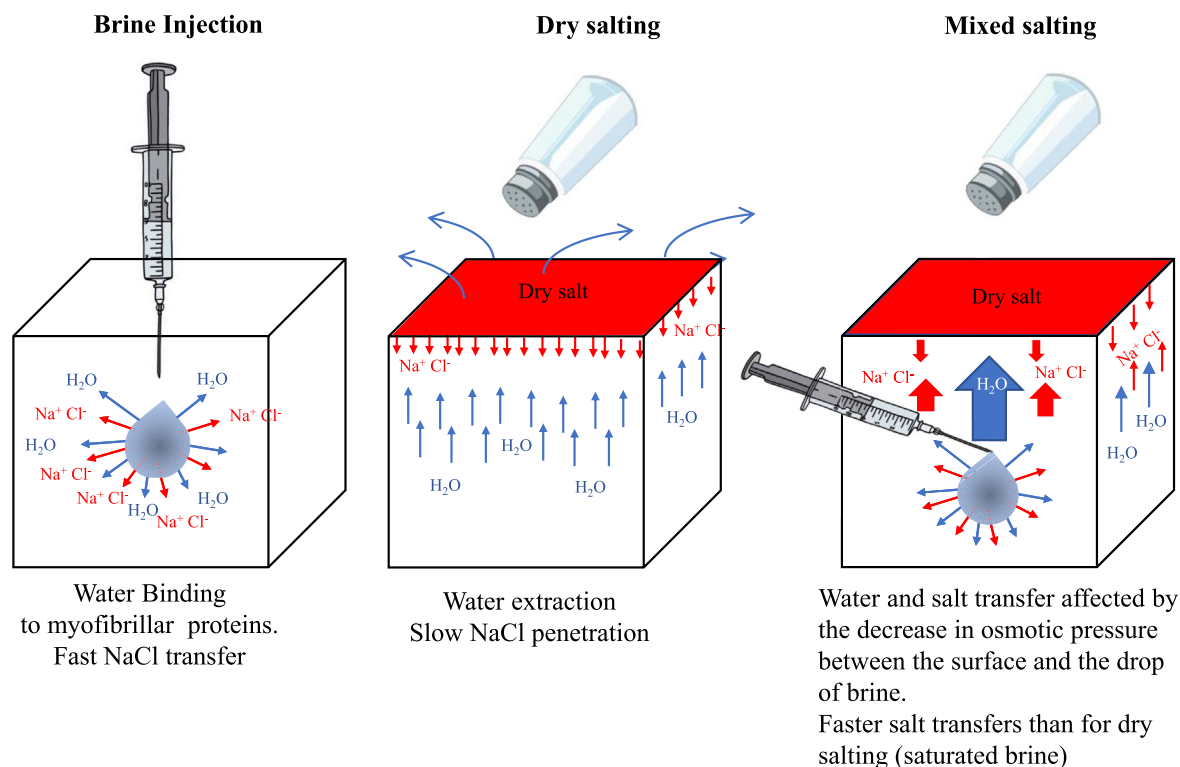 Brine Injection
H₂O
H₂O
Na⁺ Cl⁻
Na⁺ Cl⁻
H₂O
Na⁺ Cl⁻
Na⁺ Cl⁻
H₂O
H₂O
Na⁺ Cl⁻
Water Binding
to myofibrillar proteins.
Fast NaCl transfer
Dry salting
Dry salt
Na⁺ Cl⁻
Na⁺ Cl⁻
H₂O
H₂O
H₂O
H₂O
Water extraction
Slow NaCl penetration
Mixed salting
Dry salt
Na⁺ Cl⁻
H₂O
Na⁺ Cl⁻
Na⁺ Cl⁻
H₂O
H₂O
Water and salt transfer affected by
the decrease in osmotic pressure
between the surface and the drop
of brine.
Faster salt transfers than for dry
salting (saturated brine)